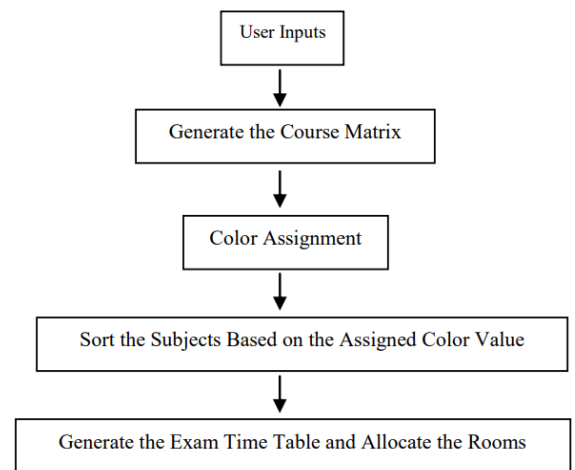 User Inputs
Generate the Course Matrix
Color Assignment
Sort the Subjects Based on the Assigned Color Value
Generate the Exam Time Table and Allocate the Rooms